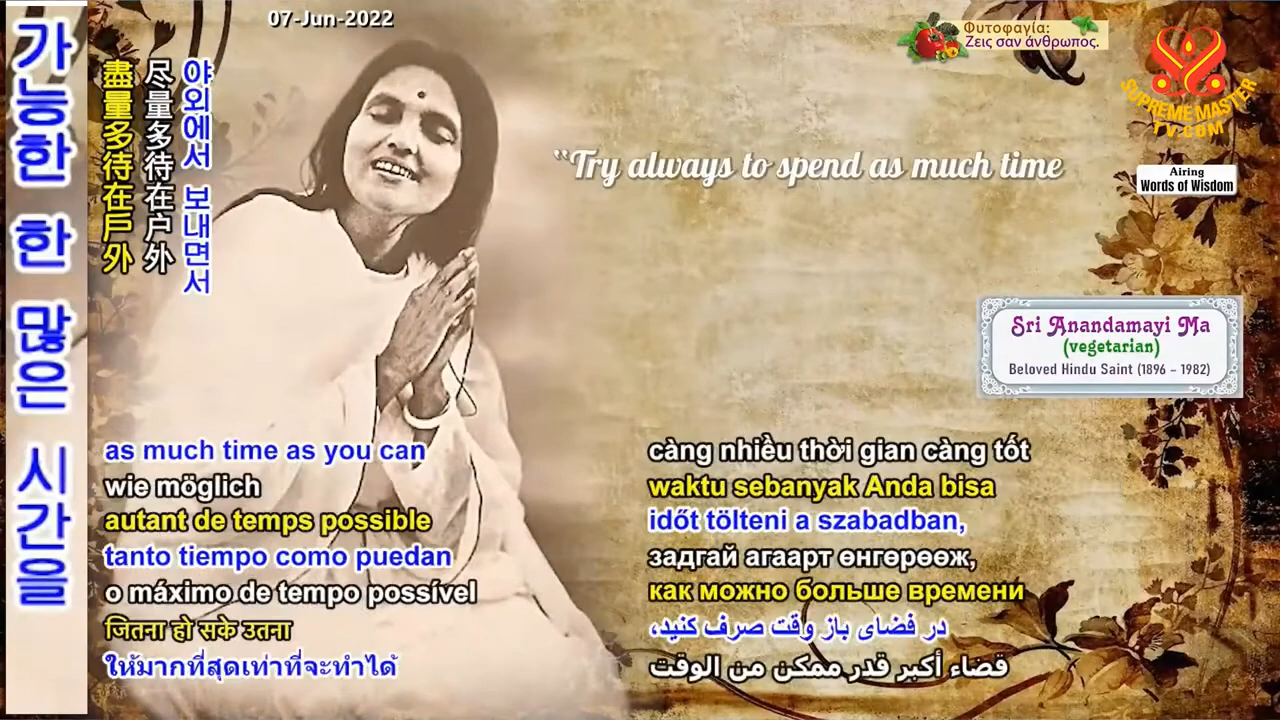 07-Jun-2022
Φυτοφαγία:
Ζεις σαν άνθρωπος.
SUPREME MASTER
TV.COM
Airing
Words of Wisdom
가능한 한 많은 시간을
盡量多待在戶外
尽量多待在户外
야외에서 보내면서
“Try always to spend as much time
Sri Anandamayi Ma
(vegetarian)
Beloved Hindu Saint (1896 – 1982)
as much time as you can
wie möglich
autant de temps possible
tanto tiempo como puedan
o máximo de tempo possível
जितना हो सके उतना
ให้มากที่สุดเท่าที่จะทำได้
càng nhiều thời gian càng tốt
waktu sebanyak Anda bisa
időt tölteni a szabadban,
задгай агаарт өнгөрөөж,
как можно больше времени
در فضای باز وقت صرف کنید،
قضاء أكبر قدر ممكن من الوقت